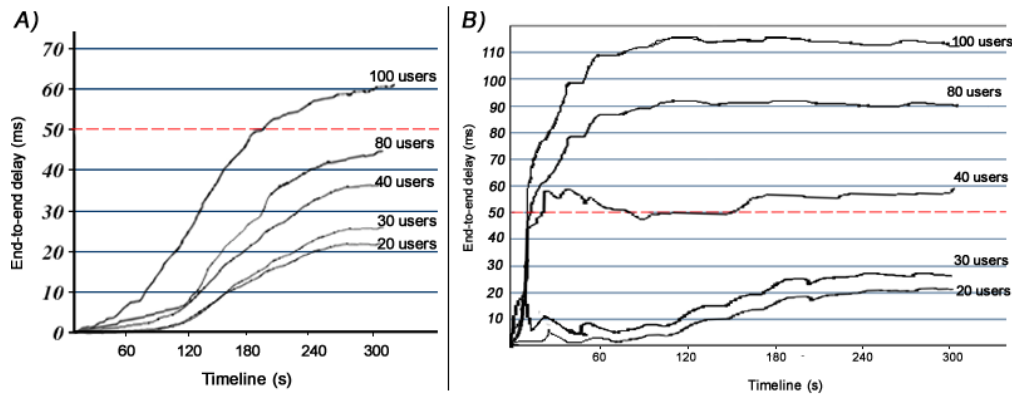 A)
End-to-end delay (ms)
70
60
50
40
30
20
10
0
60
120
180
240
300
Timeline (s)
100 users
80 users
40 users
30 users
20 users
B)
End-to-end delay (ms)
110
100
90
80
70
60
50
40
30
20
10
60
120
240
300
Timeline (s)
100 users
80 users
40 users
30 users
20 users